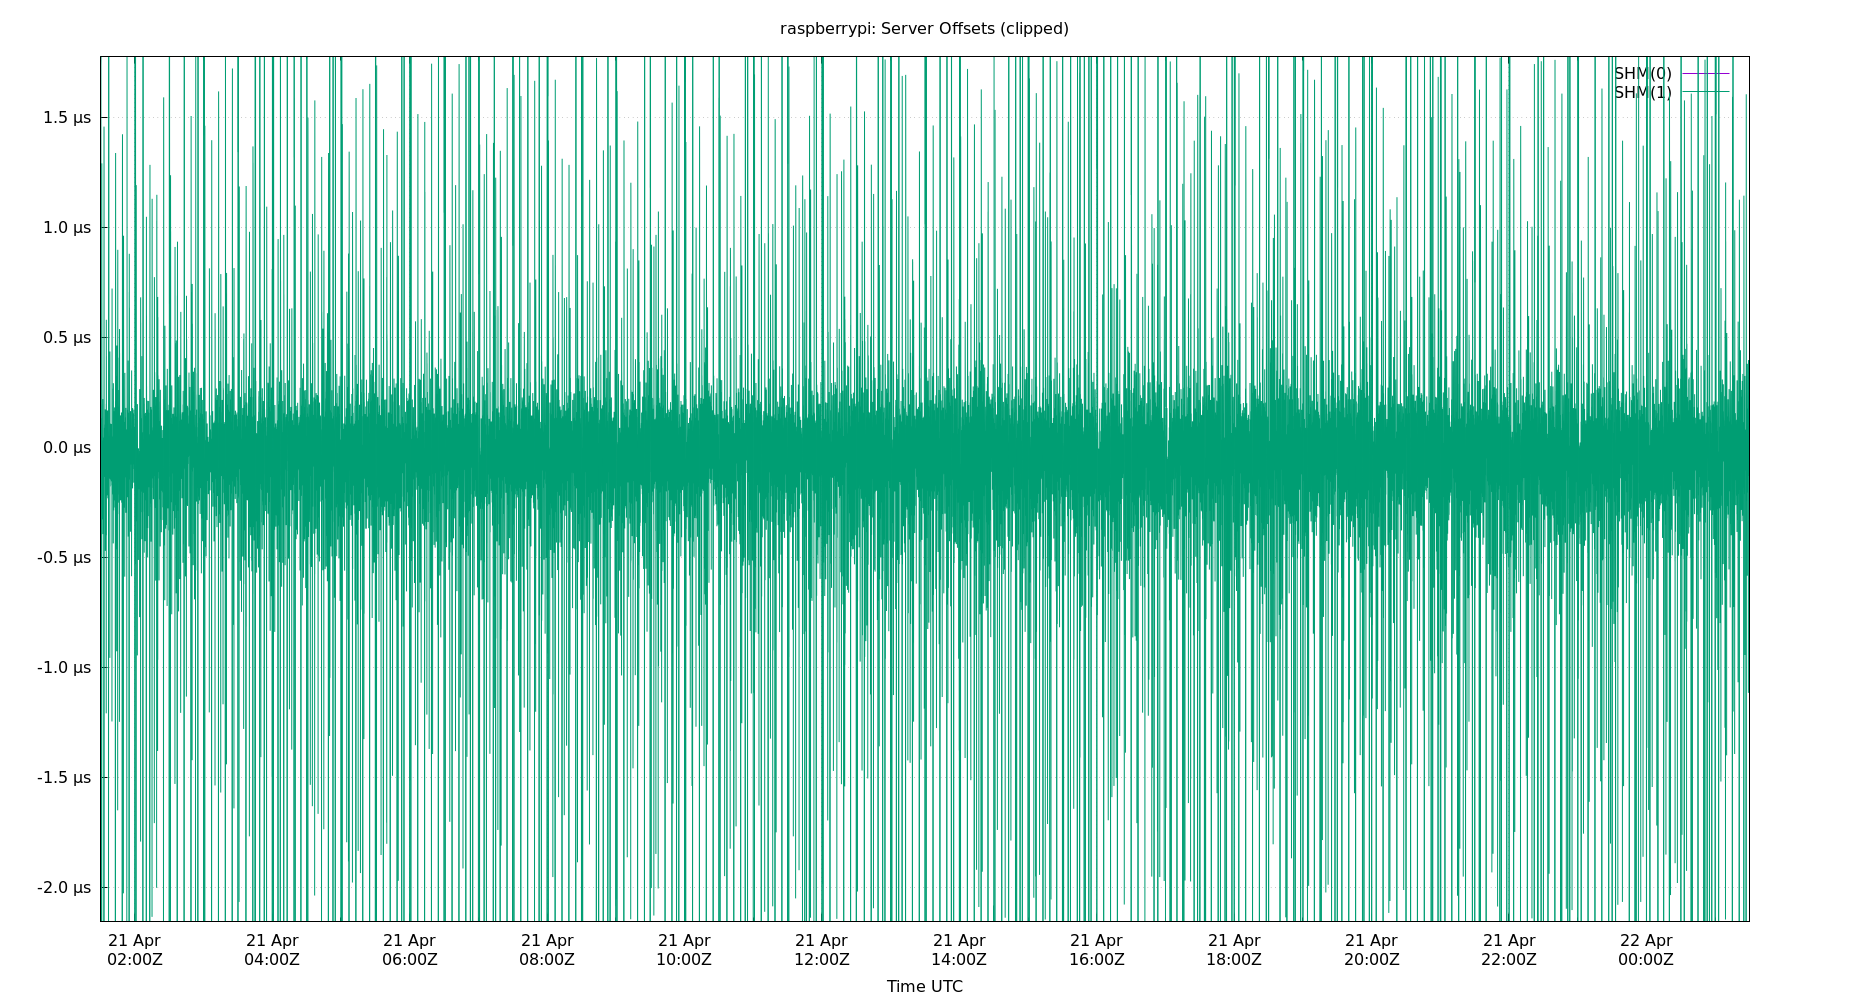 raspberrypi: Server Offsets (clipped)
SHM(0)
SHM(1)
1.5 µs
1.0 µs
0.5 µs
0.0 µs
-0.5 µs
-1.0 µs
-1.5 µs
-2.0 µs
21 Apr 21 Apr 21 Apr 21 Apr 21 Apr 21 Apr 21 Apr 21 Apr 21 Apr 21 Apr 21 Apr 22 Apr
02:00Z 04:00Z 06:00Z 08:00Z 10:00Z 12:00Z 14:00Z 16:00Z 18:00Z 20:00Z 22:00Z 00:00Z
Time UTC